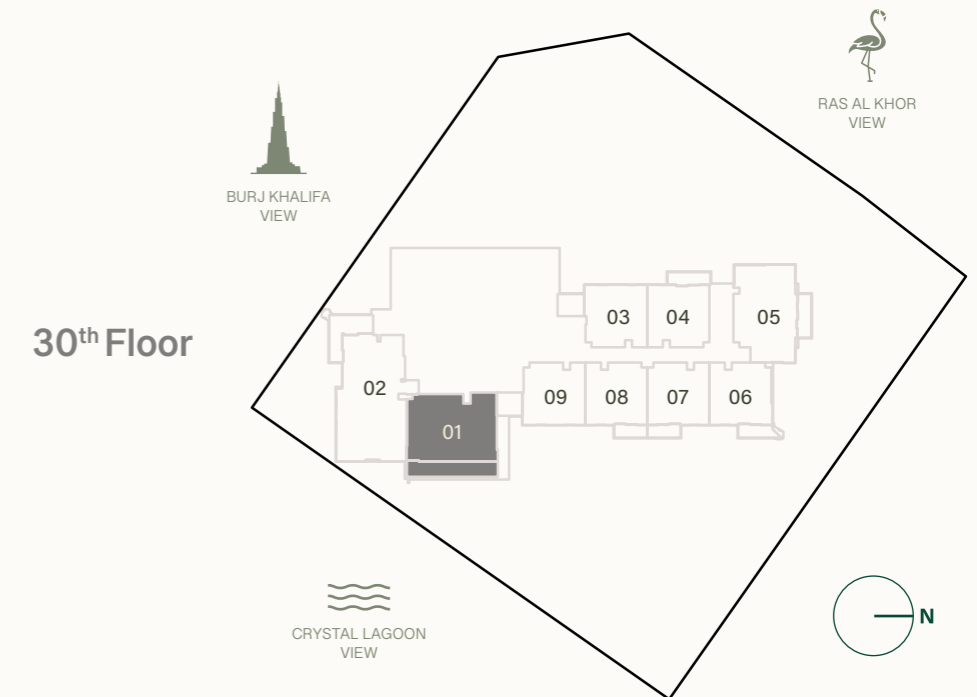 RAS AL KHOR
VIEW
BURJ KHALIFA
VIEW
30th Floor
03
04
05
02
09
08
07
06
01
CRYSTAL LAGOON
VIEW
N